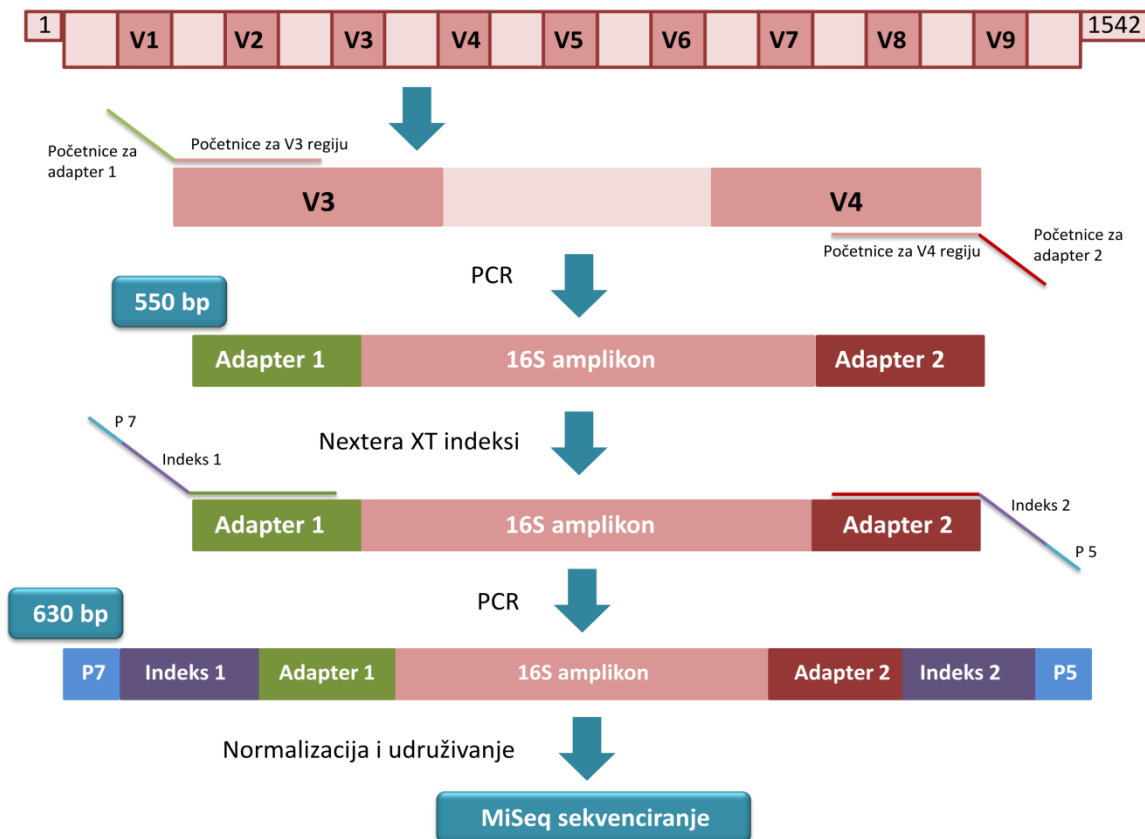 1 V1 V2 V3 V4 V5 V6 V7 V8 V9 1542
Početnice za
adapter 1
Početnice za V3 regiju
V3 V4
Početnice za V4 regiju
Početnice za
adapter 2
PCR
550 bp
Adapter 1 16S amplikon Adapter 2
P 7
Indeks 1
Nextera XT indeksi
Adapter 1 16S amplikon Adapter 2
Indeks 2
P 5
PCR
630 bp
P7 Indeks 1 Adapter 1 16S amplikon Adapter 2 Indeks 2 P5
Normalizacija i udruživanje
MiSeq sekvenciranje